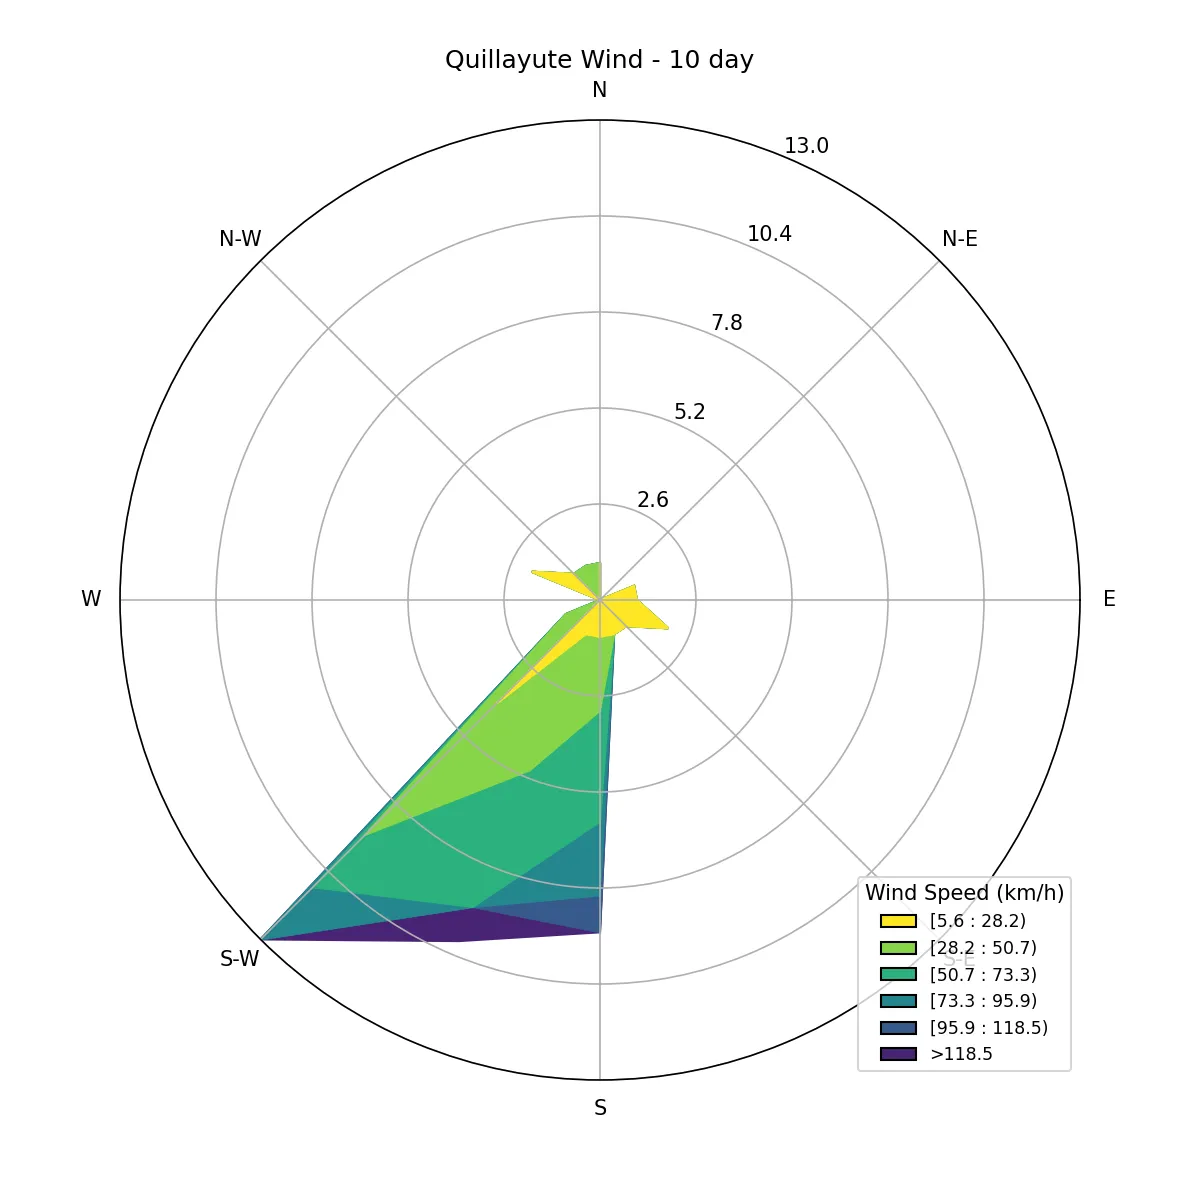 Quillayute Wind - 10 day
N
13.0
10.4
N-W
N-E
7.8
5.2
2.6
W
E
Wind Speed (km/h)
[5.6 : 28.2)
[28.2 : 50.7)
S-W
S-E
[50.7 : 73.3)
[73.3 : 95.9)
[95.9 : 118.5)
>118.5
S